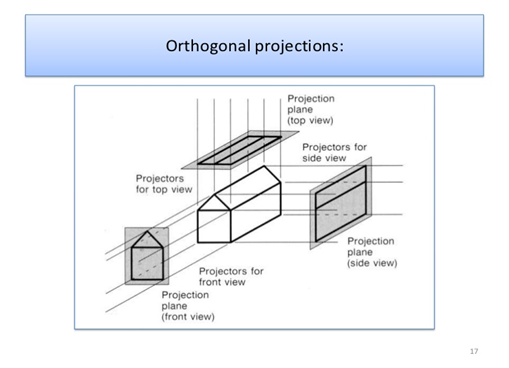 Orthogonal projections:
Projection
plane
(top view)
Projectors for
side view
Projectors
for top view
Projection
plane
(side view)
Projectors for
front view
Projection
plane
(front view)
17